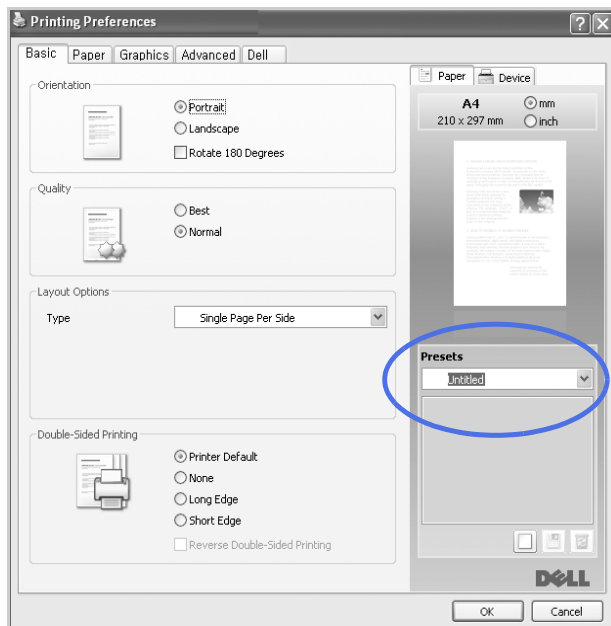 Printing Preferences
Basic Paper Graphics Advanced Dell
Orientation
Portrait
Landscape
Rotate 180 Degrees
Quality
Best
Normal
Layout Options
Type Single Page Per Side
Double-Sided Printing
Printer Default
None
Long Edge
Short Edge
Reverse Double-Sided Printing
Paper Device
A4 mm
210 x 297 mm inch
Presets
Untitled
DELL
OK Cancel